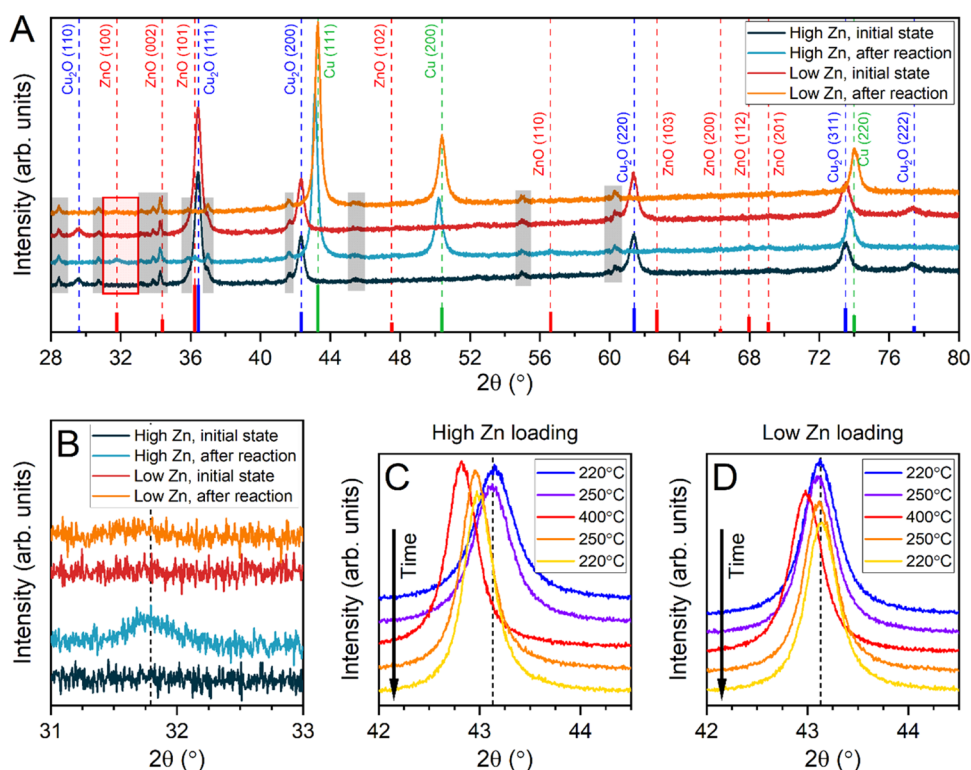 A
Cu₂O (110)
ZnO (100)
ZnO (002)
ZnO (101)
Cu₂O (111)
Cu₂O (200)
Cu (111)
ZnO (102)
Cu (200)
ZnO (110)
Cu₂O (220)
ZnO (103)
ZnO (200)
ZnO (112)
ZnO (201)
Cu₂O (311)
Cu (220)
Cu₂O (222)
High Zn, initial state
High Zn, after reaction
Low Zn, initial state
Low Zn, after reaction
Intensity (arb. units)
28 32 36 40 44 48 52 56 60 64 68 72 76 80
2θ (°)
B
High Zn, initial state
High Zn, after reaction
Low Zn, initial state
Low Zn, after reaction
Intensity (arb. units)
31 32 33
2θ (°)
High Zn loading
C
220°C
250°C
400°C
250°C
220°C
Time
Intensity (arb. units)
42 43 44
2θ (°)
Low Zn loading
D
220°C
250°C
400°C
250°C
220°C
Time
Intensity (arb. units)
42 43 44
2θ (°)